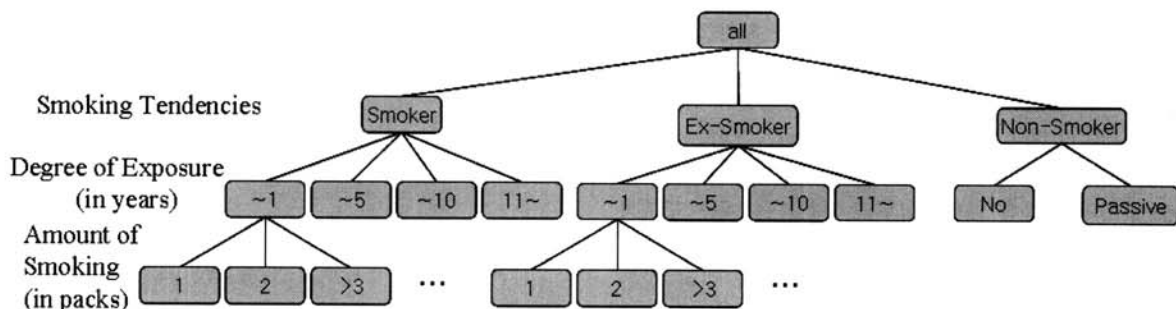 all
Smoking Tendencies
Smoker
Ex-Smoker
Non-Smoker
Degree of Exposure
(in years)
~1
~5
~10
11~
~1
~5
~10
11~
No
Passive
Amount of
Smoking
(in packs)
1
2
>3
...
1
2
>3
...